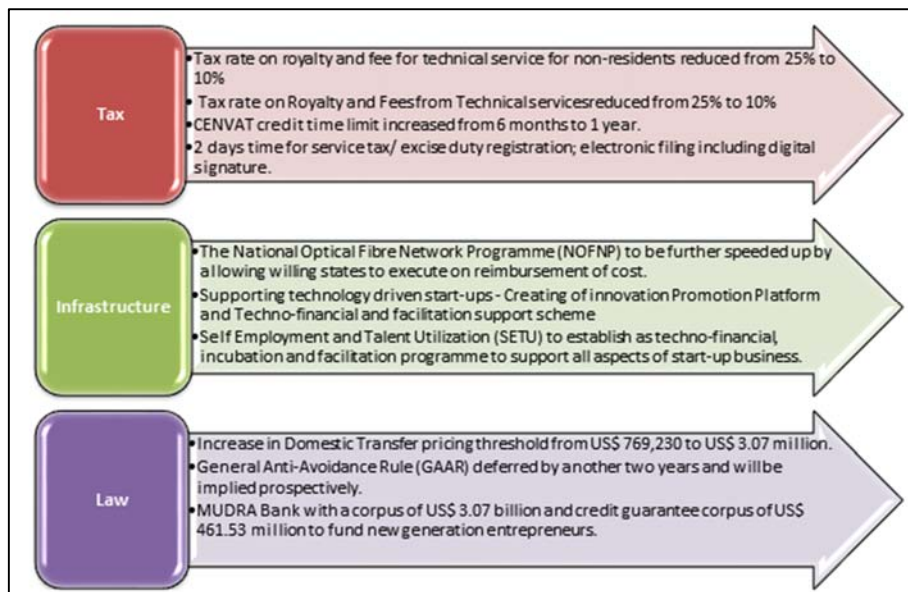 Tax
•Tax rate on royalty and fee for technical service for non-residents reduced from 25% to
10%
• Tax rate on Royalty and Feesfrom Technical servicesreduced from 25% to 10%
•CENVAT credit time limit increased from 6 months to 1 year.
•2 days time for service tax/ excise duty registration; electronic filing including digital
signature.
Infrastructure
•The National Optical Fibre Network Programme (NOFNP) to be further speeded up by
allowing willing states to execute on reimbursement of cost.
•Supporting technology driven start-ups - Creating of innovation Promotion Platform
and Techno-financial and facilitation support scheme
•Self Employment and Talent Utilization (SETU) to establish as techno-financial,
incubation and facilitation programme to support all aspects of start-up business.
Law
•Increase in Domestic Transfer pricing threshold from US$ 769,230 to US$ 3.07 million.
•General Anti-Avoidance Rule (GAAR) deferred by another two years and will be
implied prospectively.
•MUDRA Bank with a corpus of US$ 3.07 billion and credit guarantee corpus of US$
461.53 million to fund new generation entrepreneurs.